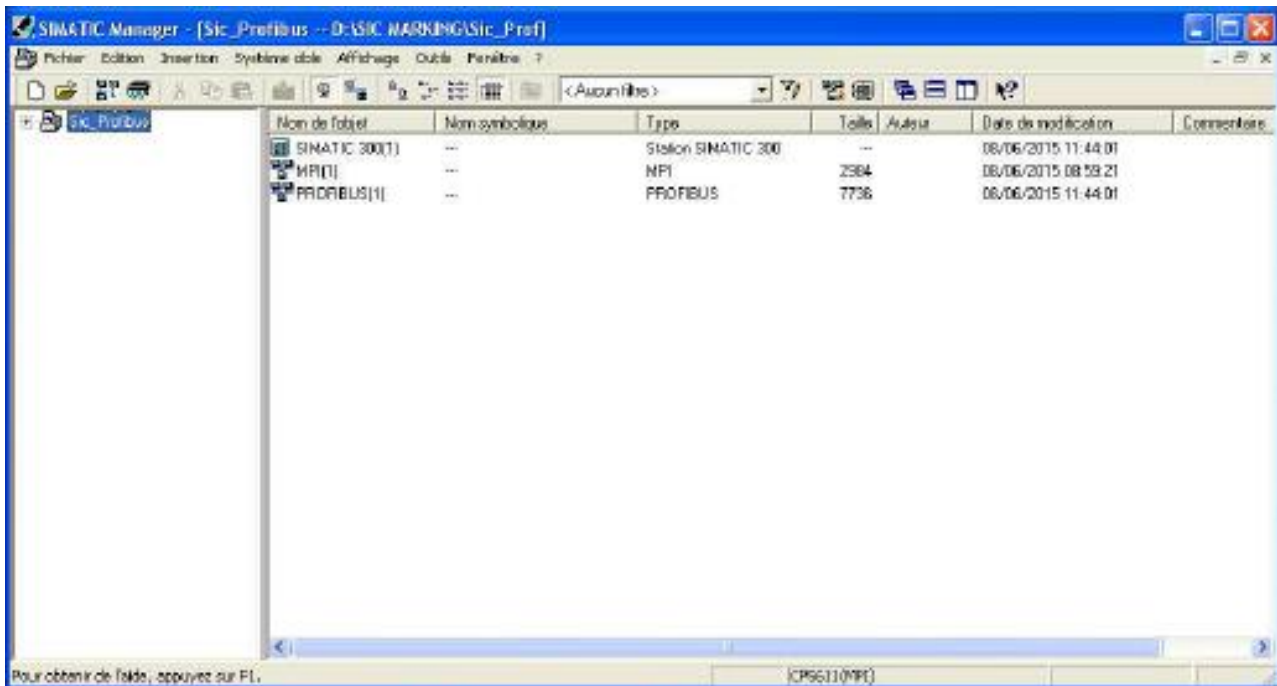 SIMATIC Manager - [Sic_Profibus -- D:\SIC MARKING\Sic_Prof]
Fichier Edition Insertion Système cible Affichage Outils Fenêtre ?
< Aucun filtre >
Sic_Profibus
Nom de l'objet Nom symbolique Type Taille Auteur Date de modification Commentaire
SIMATIC 300(1) --- Station SIMATIC 300 --- 08/06/2015 11:44:01
MPI(1) --- MPI 2984 08/06/2015 08:59:21
PROFIBUS(1) --- PROFIBUS 7736 08/06/2015 11:44:01
Pour obtenir de l'aide, appuyez sur F1.
CP5611(MPI)